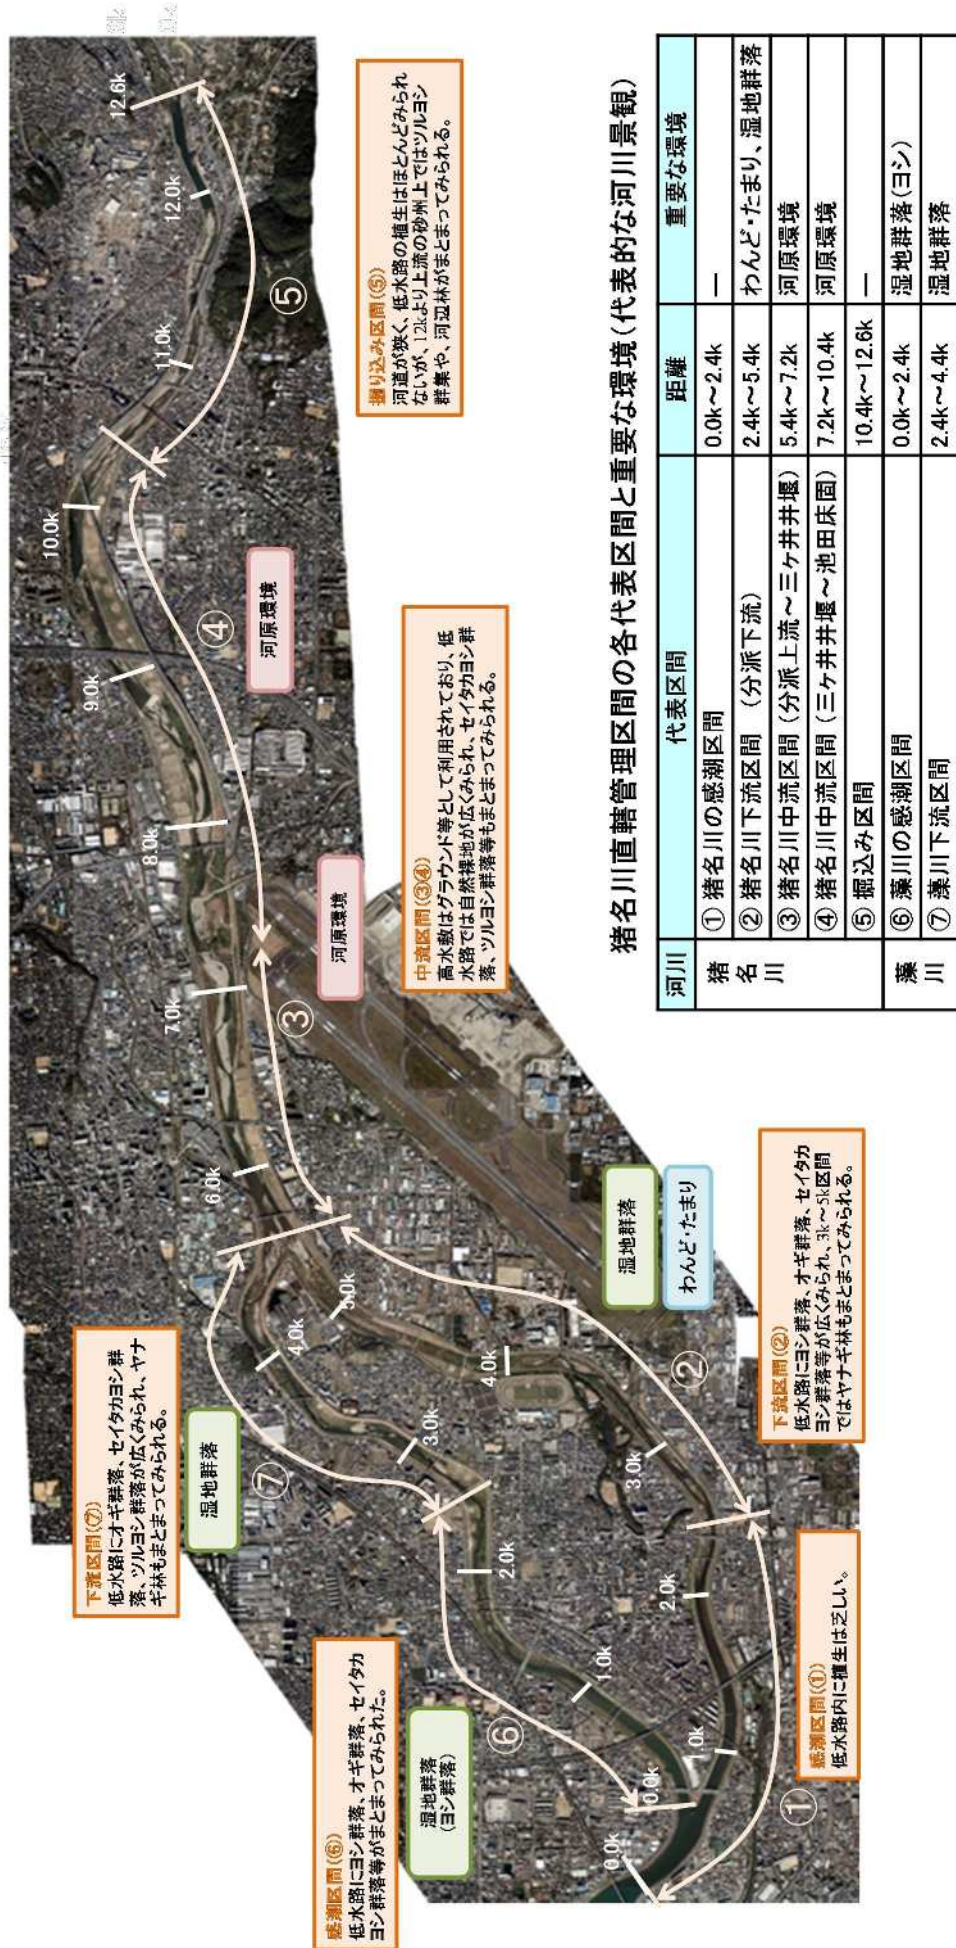 下流区間(⑦)
低水路にオギ群落、セイタカヨシ群
落、ツルヨシ群落が広くみられ、ヤナ
ギ林もまとまってみられる。
感潮区間(⑥)
低水路にヨシ群落、オギ群落、セイタカ
ヨシ群落等がまとまってみられた。
湿地群落
(ヨシ群落)
湿地群落
⑥
⑦
0.0k
0.0k
1.0k
2.0k
3.0k
4.0k
1.0k
2.0k
3.0k
4.0k
5.0k
6.0k
7.0k
8.0k
9.0k
10.0k
11.0k
12.0k
12.6k
①
②
③
④
⑤
湿地群落
わんど・たまり
河原環境
河原環境
感潮区間(①)
低水路内に植生は乏しい。
下流区間(②)
低水路にヨシ群落、オギ群落、セイタカ
ヨシ群落等が広くみられ、3k～5k区間
ではヤナギ林もまとまってみられる。
中流区間(③④)
高水敷はグラウンド等として利用されており、低
水路では自然裸地が広くみられ、セイタカヨシ群
落、ツルヨシ群落等もまとまってみられる。
掘り込み区間(⑤)
河道が狭く、低水路の植生はほとんどみられ
ないが、12kより上流の砂州上ではツルヨシ
群集や、河辺林がまとまってみられる。
猪名川直轄管理区間の各代表区間と重要な環境(代表的な河川景観)
河川 代表区間 距離 重要な環境
猪名川 ① 猪名川の感潮区間 0.0k～2.4k ―
② 猪名川下流区間 （分派下流） 2.4k～5.4k わんど・たまり、湿地群落
③ 猪名川中流区間（分派上流～三ヶ井井堰） 5.4k～7.2k 河原環境
④ 猪名川中流区間（三ヶ井井堰～池田床固） 7.2k～10.4k 河原環境
⑤ 掘込み区間 10.4k～12.6k ―
藻川 ⑥ 藻川の感潮区間 0.0k～2.4k 湿地群落（ヨシ）
⑦ 藻川下流区間 2.4k～4.4k 湿地群落